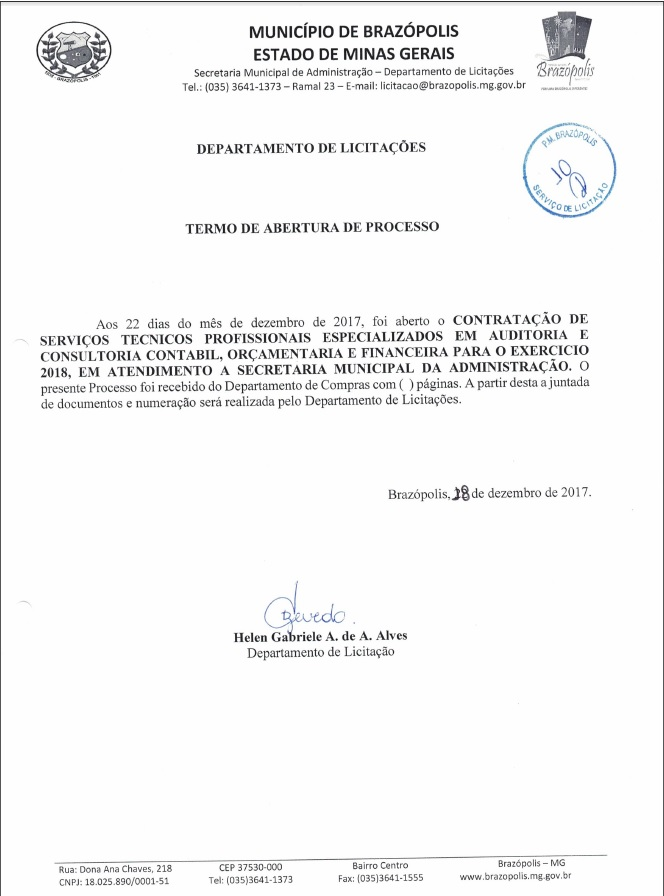 MUNICÍPIO DE BRAZÓPOLIS
ESTADO DE MINAS GERAIS
Secretaria Municipal de Administração – Departamento de Licitações
Tel.: (035) 3641-1373 – Ramal 23 – E-mail: licitacao@brazopolis.mg.gov.br
Brazópolis
DEPARTAMENTO DE LICITAÇÕES
P.M. BRAZÓPOLIS
01
SERVIÇO DE LICITAÇÃO
TERMO DE ABERTURA DE PROCESSO
Aos 22 dias do mês de dezembro de 2017, foi aberto o CONTRATAÇÃO DE
SERVIÇOS TECNICOS PROFISSIONAIS ESPECIALIZADOS EM AUDITORIA E
CONSULTORIA CONTABIL, ORÇAMENTARIA E FINANCEIRA PARA O EXERCICIO
2018, EM ATENDIMENTO A SECRETARIA MUNICIPAL DA ADMINISTRAÇÃO. O
presente Processo foi recebido do Departamento de Compras com ( ) páginas. A partir desta a juntada
de documentos e numeração será realizada pelo Departamento de Licitações.
Brazópolis, 28 de dezembro de 2017.
Helen Gabriele A. de A. Alves
Departamento de Licitação
Rua: Dona Ana Chaves, 218 CEP 37530-000 Bairro Centro Brazópolis – MG
CNPJ: 18.025.890/0001-51 Tel: (035)3641-1373 Fax: (035)3641-1555 www.brazopolis.mg.gov.br